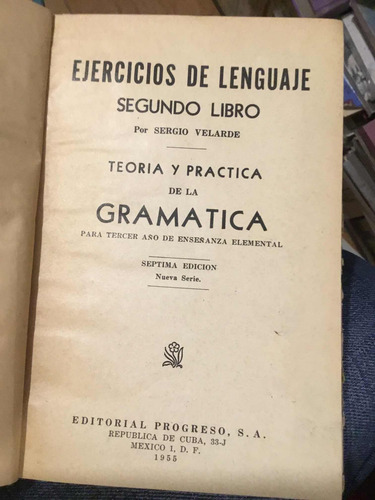 EJERCICIOS DE LENGUAJE
SEGUNDO LIBRO
Por SERGIO VELARDE
TEORIA Y PRACTICA
DE LA
GRAMATICA
PARA TERCER AÑO DE ENSEÑANZA ELEMENTAL
SEPTIMA EDICION
Nueva Serie.
EDITORIAL PROGRESO, S. A.
REPUBLICA DE CUBA, 33-J
MEXICO 1, D. F.
1955